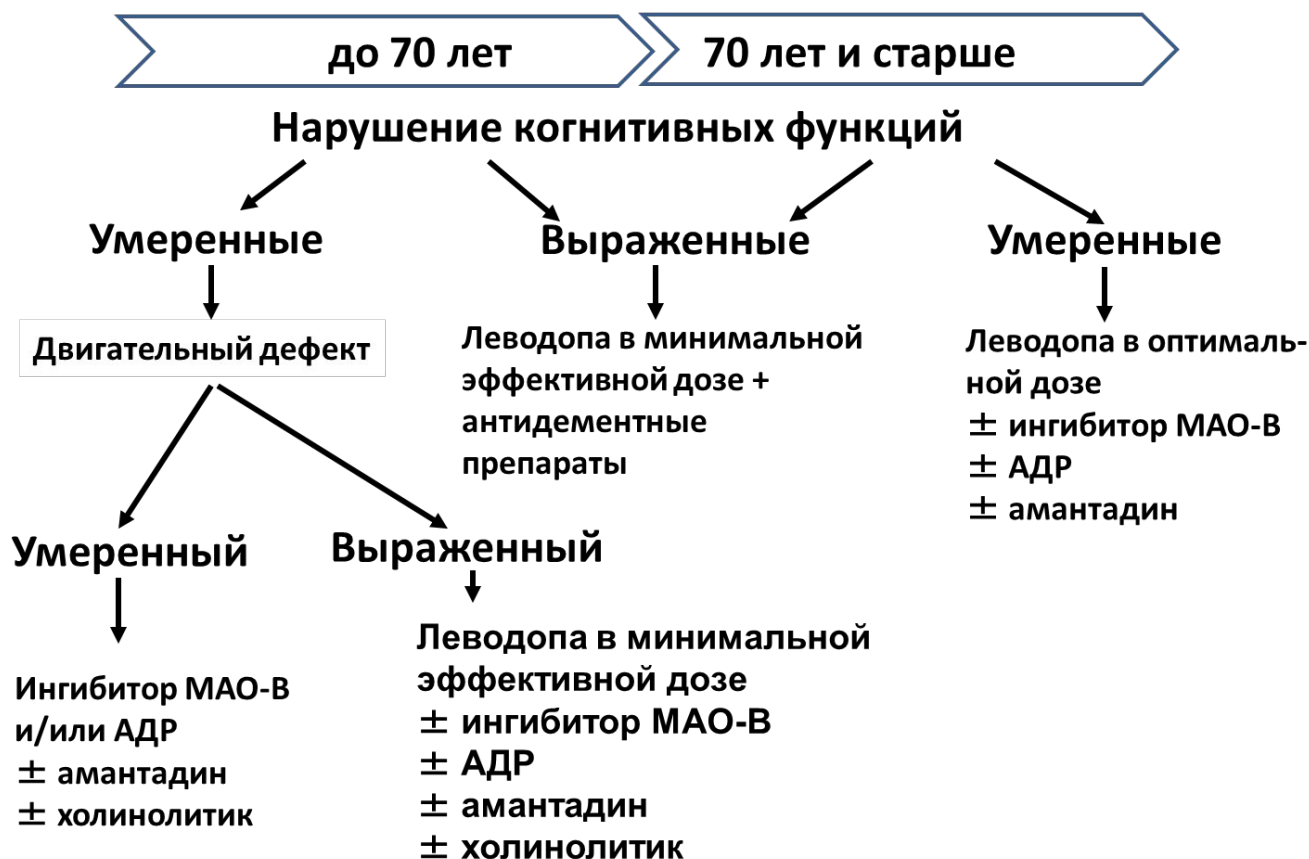 до 70 лет
70 лет и старше
Нарушение когнитивных функций
Умеренные
Выраженные
Умеренные
Двигательный дефект
Леводопа в минимальной
эффективной дозе +
антидементные
препараты
Леводопа в оптималь-
ной дозе
± ингибитор МАО-В
± АДР
± амантадин
Умеренный
Выраженный
Ингибитор МАО-В
и/или АДР
± амантадин
± холинолитик
Леводопа в минимальной
эффективной дозе
± ингибитор МАО-В
± АДР
± амантадин
± холинолитик